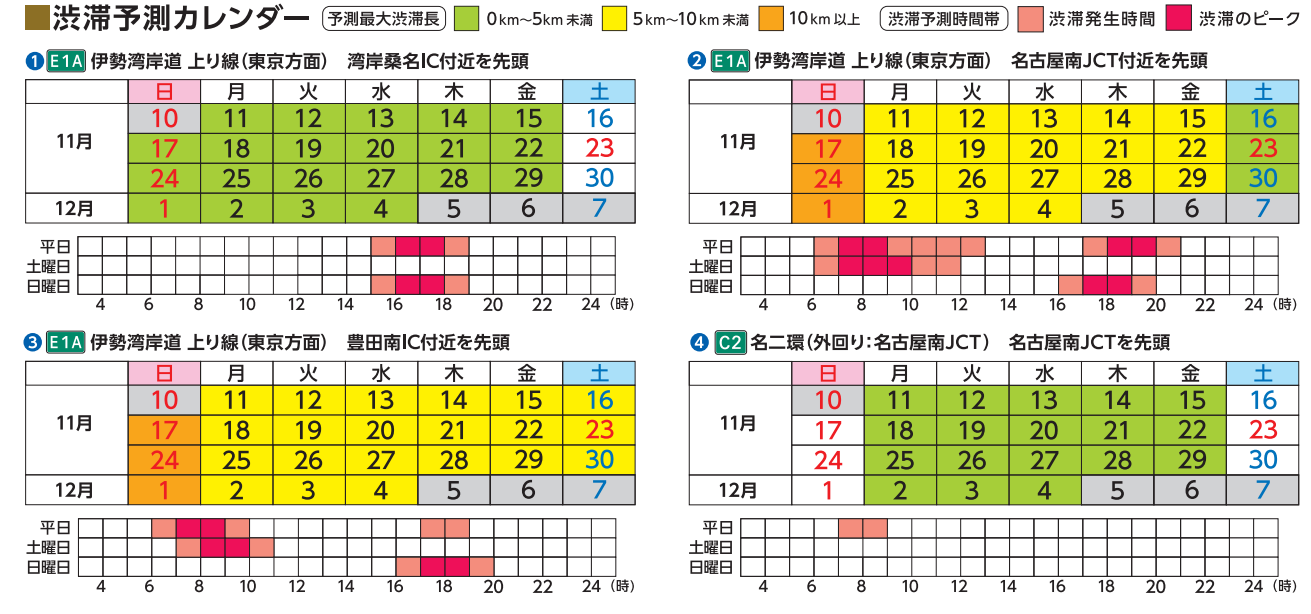 ■渋滞予測カレンダー 予測最大渋滞長 0km～5km未満 5km～10km未満 10km以上 渋滞予測時間帯 渋滞発生時間 渋滞のピーク
❶ E1A 伊勢湾岸道 上り線（東京方面） 湾岸桑名IC付近を先頭
日 月 火 水 木 金 土
11月
10 11 12 13 14 15 16
17 18 19 20 21 22 23
24 25 26 27 28 29 30
12月 1 2 3 4 5 6 7
平日
土曜日
日曜日
4 6 8 10 12 14 16 18 20 22 24（時）
❷ E1A 伊勢湾岸道 上り線（東京方面） 名古屋南JCT付近を先頭
日 月 火 水 木 金 土
11月
10 11 12 13 14 15 16
17 18 19 20 21 22 23
24 25 26 27 28 29 30
12月 1 2 3 4 5 6 7
平日
土曜日
日曜日
4 6 8 10 12 14 16 18 20 22 24（時）
❸ E1A 伊勢湾岸道 上り線（東京方面） 豊田南IC付近を先頭
日 月 火 水 木 金 土
11月
10 11 12 13 14 15 16
17 18 19 20 21 22 23
24 25 26 27 28 29 30
12月 1 2 3 4 5 6 7
平日
土曜日
日曜日
4 6 8 10 12 14 16 18 20 22 24（時）
❹ C2 名二環（外回り：名古屋南JCT） 名古屋南JCTを先頭
日 月 火 水 木 金 土
11月
10 11 12 13 14 15 16
17 18 19 20 21 22 23
24 25 26 27 28 29 30
12月 1 2 3 4 5 6 7
平日
土曜日
日曜日
4 6 8 10 12 14 16 18 20 22 24（時）